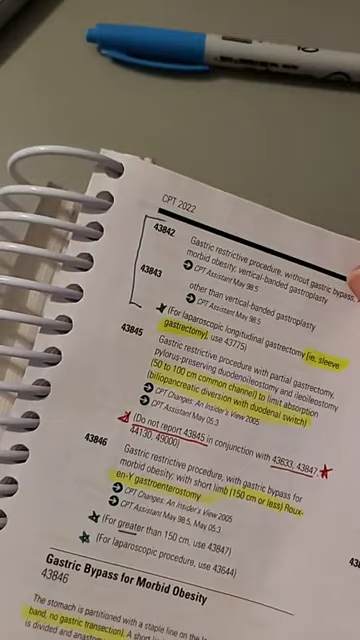 CPT 2022
43842
Gastric restrictive procedure, without gastric bypass,
morbid obesity; vertical-banded gastroplasty
CPT Assistant May 98:5
43843
other than vertical-banded gastroplasty
CPT Assistant May 98:5
(For laparoscopic longitudinal gastrectomy [ie, sleeve
gastrectomy], use 43775)
43845
Gastric restrictive procedure with partial gastrectomy,
pylorus-preserving duodenoileostomy and ileoileostomy
(50 to 100 cm common channel) to limit absorption
(biliopancreatic diversion with duodenal switch)
CPT Changes: An Insider's View 2005
CPT Assistant May 05:3
(Do not report 43845 in conjunction with 43633, 43847,
44130, 49000)
43846
Gastric restrictive procedure, with gastric bypass for
morbid obesity; with short limb (150 cm or less) Roux-
en-Y gastroenterostomy
CPT Changes: An Insider's View 2005
CPT Assistant May 98:5, May 05:3
(For greater than 150 cm, use 43847)
(For laparoscopic procedure, use 43644)
Gastric Bypass for Morbid Obesity
43846
The stomach is partitioned with a staple line on the
band, no gastric transection). A short
is divided and